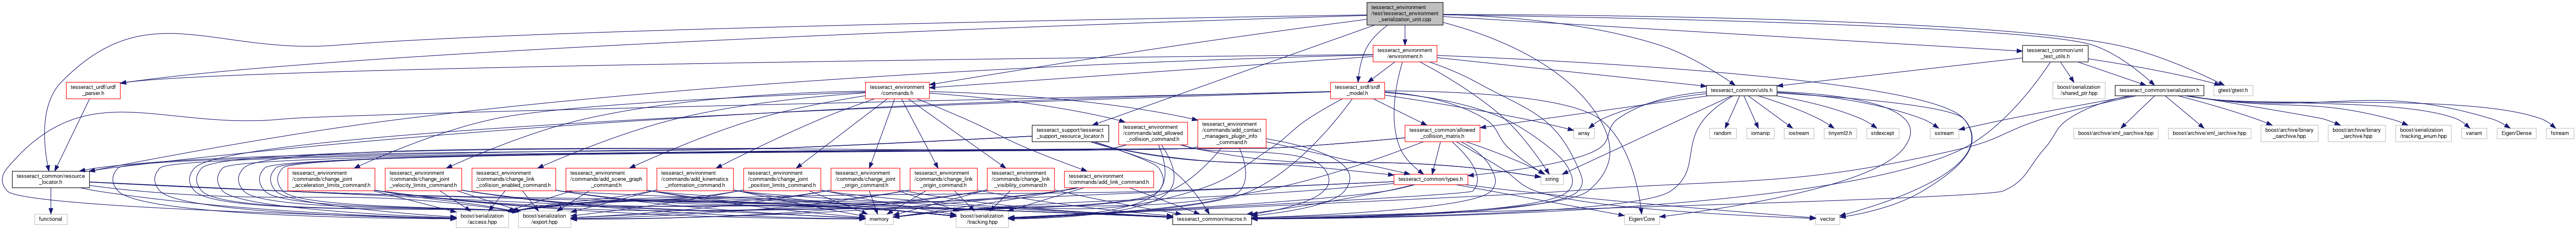 tesseract_environment
/test/tesseract_environment
_serialization_unit.cpp
tesseract_environment
/environment.h
tesseract_common/unit
_test_utils.h
tesseract_urdf/urdf
_parser.h
tesseract_environment
/commands.h
tesseract_srdf/srdf
_model.h
tesseract_common/utils.h
boost/serialization
/shared_ptr.hpp
tesseract_common/serialization.h
gtest/gtest.h
tesseract_support/tesseract
_support_resource_locator.h
tesseract_environment
/commands/add_allowed
_collision_command.h
tesseract_environment
/commands/add_contact
_managers_plugin_info
_command.h
tesseract_common/allowed
_collision_matrix.h
array
random
iomanip
iostream
tinyxml2.h
stdexcept
sstream
boost/archive/xml_oarchive.hpp
boost/archive/xml_iarchive.hpp
boost/archive/binary
_oarchive.hpp
boost/archive/binary
_iarchive.hpp
boost/serialization
/tracking_enum.hpp
variant
Eigen/Dense
fstream
tesseract_common/resource
_locator.h
tesseract_environment
/commands/change_joint
_acceleration_limits_command.h
tesseract_environment
/commands/change_joint
_velocity_limits_command.h
tesseract_environment
/commands/change_link
_collision_enabled_command.h
tesseract_environment
/commands/add_scene_graph
_command.h
tesseract_environment
/commands/add_kinematics
_information_command.h
tesseract_environment
/commands/change_joint
_position_limits_command.h
tesseract_environment
/commands/change_joint
_origin_command.h
tesseract_environment
/commands/change_link
_origin_command.h
tesseract_environment
/commands/change_link
_visibility_command.h
tesseract_environment
/commands/add_link_command.h
tesseract_common/types.h
string
functional
boost/serialization
/access.hpp
boost/serialization
/export.hpp
memory
boost/serialization
/tracking.hpp
tesseract_common/macros.h
Eigen/Core
vector